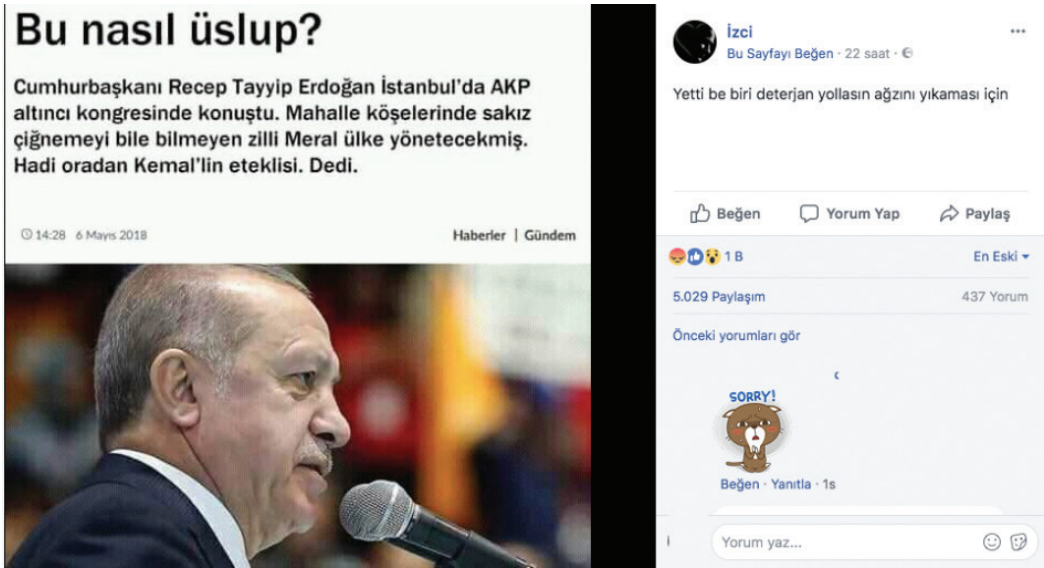 Bu nasıl üslup?
Cumhurbaşkanı Recep Tayyip Erdoğan İstanbul'da AKP
altıncı kongresinde konuştu. Mahalle köşelerinde sakız
çiğnemeyi bile bilmeyen zilli Meral ülke yönetecekmiş.
Hadi oradan Kemal'lin eteklisi. Dedi.
14:28 6 Mayıs 2018
Haberler | Gündem
İzci
Bu Sayfayı Beğen · 22 saat ·
Yetti be biri deterjan yollasın ağzını yıkaması için
Beğen Yorum Yap Paylaş
1 B En Eski
5.029 Paylaşım 437 Yorum
Önceki yorumları gör
SORRY!
Beğen · Yanıtla · 1s
Yorum yaz...